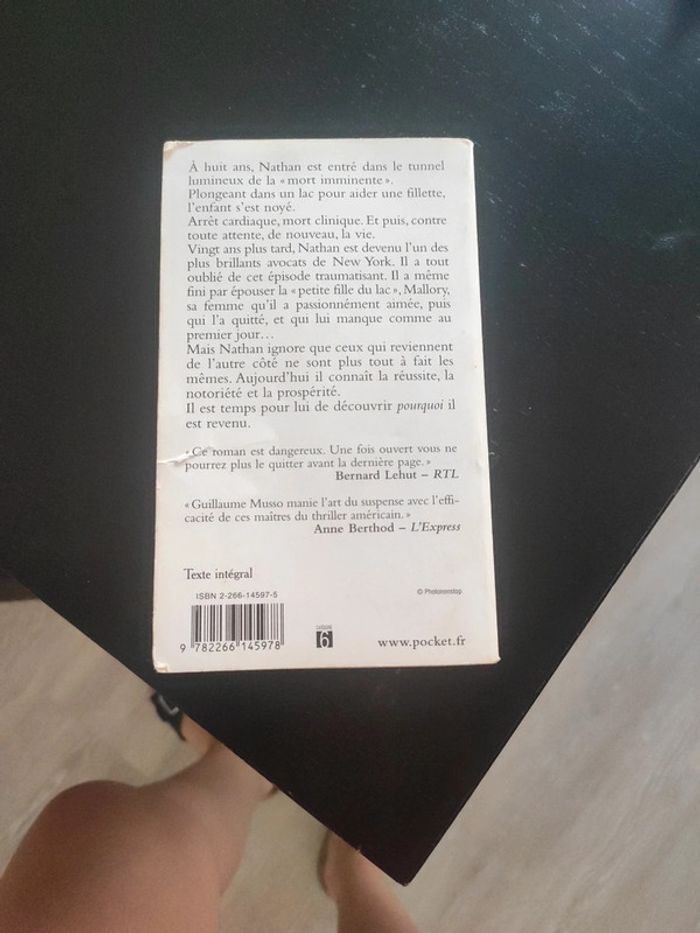 À huit ans, Nathan est entré dans le tunnel
lumineux de la « mort imminente ».
Plongeant dans un lac pour aider une fillette,
l'enfant s'est noyé.
Arrêt cardiaque, mort clinique. Et puis, contre
toute attente, de nouveau, la vie.
Vingt ans plus tard, Nathan est devenu l'un des
plus brillants avocats de New York. Il a tout
oublié de cet épisode traumatisant. Il a même
fini par épouser la « petite fille du lac », Mallory,
sa femme qu'il a passionnément aimée, puis
qui l'a quitté, et qui lui manque comme au
premier jour…
Mais Nathan ignore que ceux qui reviennent
de l'autre côté ne sont plus tout à fait les
mêmes. Aujourd'hui il connaît la réussite, la
notoriété et la prospérité.
Il est temps pour lui de découvrir pourquoi il
est revenu.
« Ce roman est dangereux. Une fois ouvert vous ne
pourrez plus le quitter avant la dernière page. »
Bernard Lehut – RTL
« Guillaume Musso manie l'art du suspense avec l'effi-
cacité de ces maîtres du thriller américain. »
Anne Berthod – L'Express
Texte intégral
ISBN 2-266-14597-5
© Photononstop
9 782266 145978
CATÉGORIE
6
www.pocket.fr